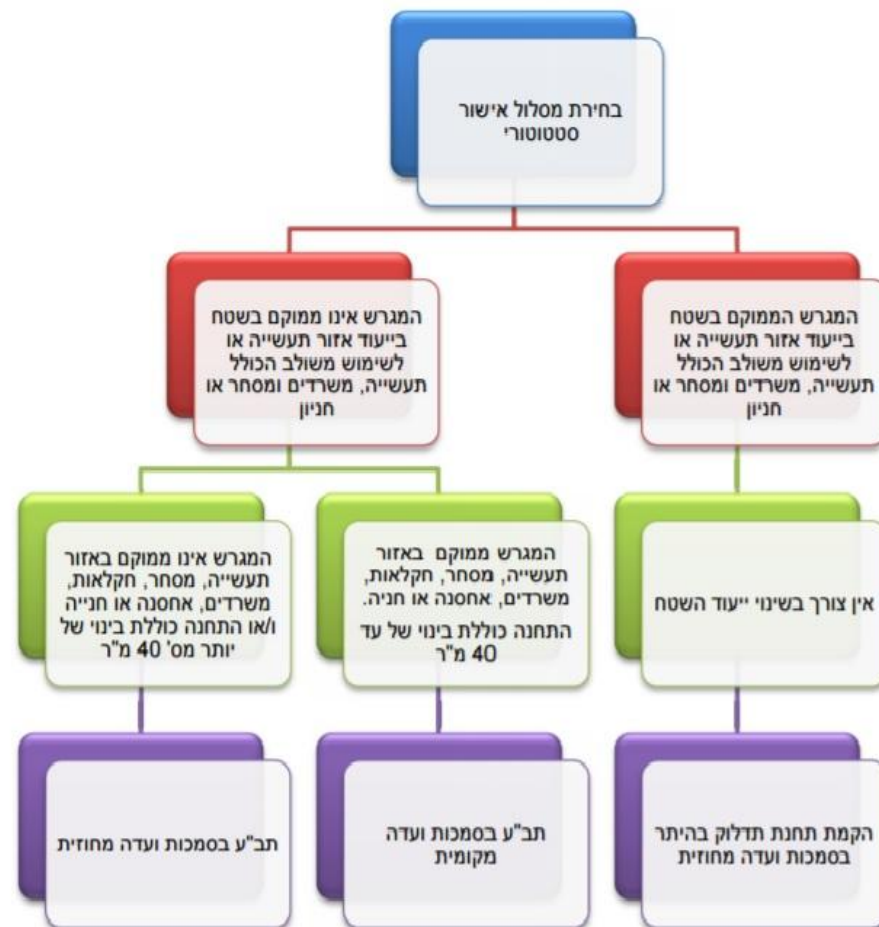 בחירת מסלול אישור
סטטוטורי
המגרש הממוקם בשטח
בייעוד אזור תעשייה או
לשימוש משולב הכולל
תעשייה, משרדים ומסחר או
חניון
המגרש אינו ממוקם בשטח
בייעוד אזור תעשייה או
לשימוש משולב הכולל
תעשייה, משרדים ומסחר או
חניון
אין צורך בשינוי ייעוד השטח
המגרש ממוקם באזור
תעשייה, מסחר, חקלאות,
משרדים, אחסנה או חניה.
התחנה כוללת בינוי של עד
40 מ"ר
המגרש אינו ממוקם באזור
תעשייה, מסחר, חקלאות,
משרדים, אחסנה או חנייה
ו/או התחנה כוללת בינוי של
יותר מס' 40 מ"ר
הקמת תחנת תדלוק בהיתר
בסמכות ועדה מחוזית
תב"ע בסמכות ועדה
מקומית
תב"ע בסמכות ועדה מחוזית